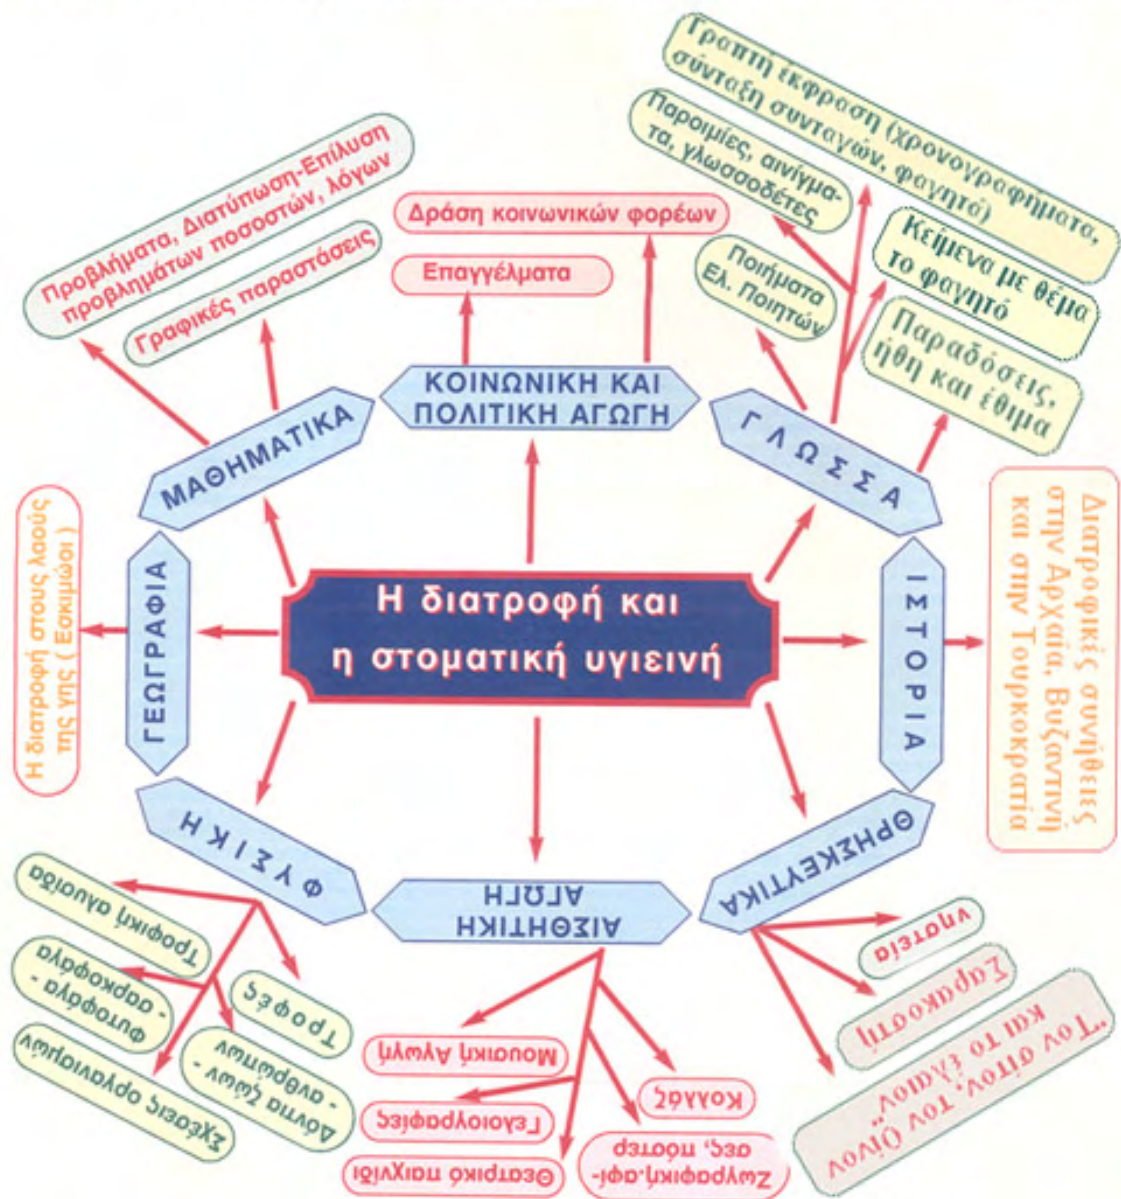 Η διατροφή και
η στοματική υγιεινή
ΚΟΙΝΩΝΙΚΗ ΚΑΙ
ΠΟΛΙΤΙΚΗ ΑΓΩΓΗ
Επαγγέλματα
Δράση κοινωνικών φορέων
ΓΛΩΣΣΑ
Ποιήματα
Ελ. Ποιητών
Παροιμίες, αινίγμα-
τα, γλωσσοδέτες
Γραπτή έκφραση (χρονογραφήματα,
σύνταξη συνταγών, φαγητό)
Κείμενα με θέμα
το φαγητό
Παραδόσεις,
ήθη και έθιμα
ΙΣΤΟΡΙΑ
Διατροφικές συνήθειες
στην Αρχαία, Βυζαντινή
και στην Τουρκοκρατία
ΘΡΗΣΚΕΥΤΙΚΑ
νηστεία
Σαρακοστή
"Τον σίτον, τον Οίνον
και το έλαιον"
ΑΙΣΘΗΤΙΚΗ
ΑΓΩΓΗ
Κολλάζ
Ζωγραφική.αφί-
σες, πόστερ
Θεατρικό παιχνίδι
Γελοιογραφίες
Μουσική Αγωγή
ΦΥΣΙΚΗ
Τροφές
Δόντια ζώων -
- ανθρώπων
Σχέσεις οργανισμών
Φυτοφάγα -
- σαρκοφάγα
Τροφική αλυσίδα
ΓΕΩΓΡΑΦΙΑ
Η διατροφή στους λαούς
της γης ( Εσκιμώοι )
ΜΑΘΗΜΑΤΙΚΑ
Προβλήματα, Διατύπωση-Επίλυση
προβλημάτων ποσοστών, λόγων
Γραφικές παραστάσεις